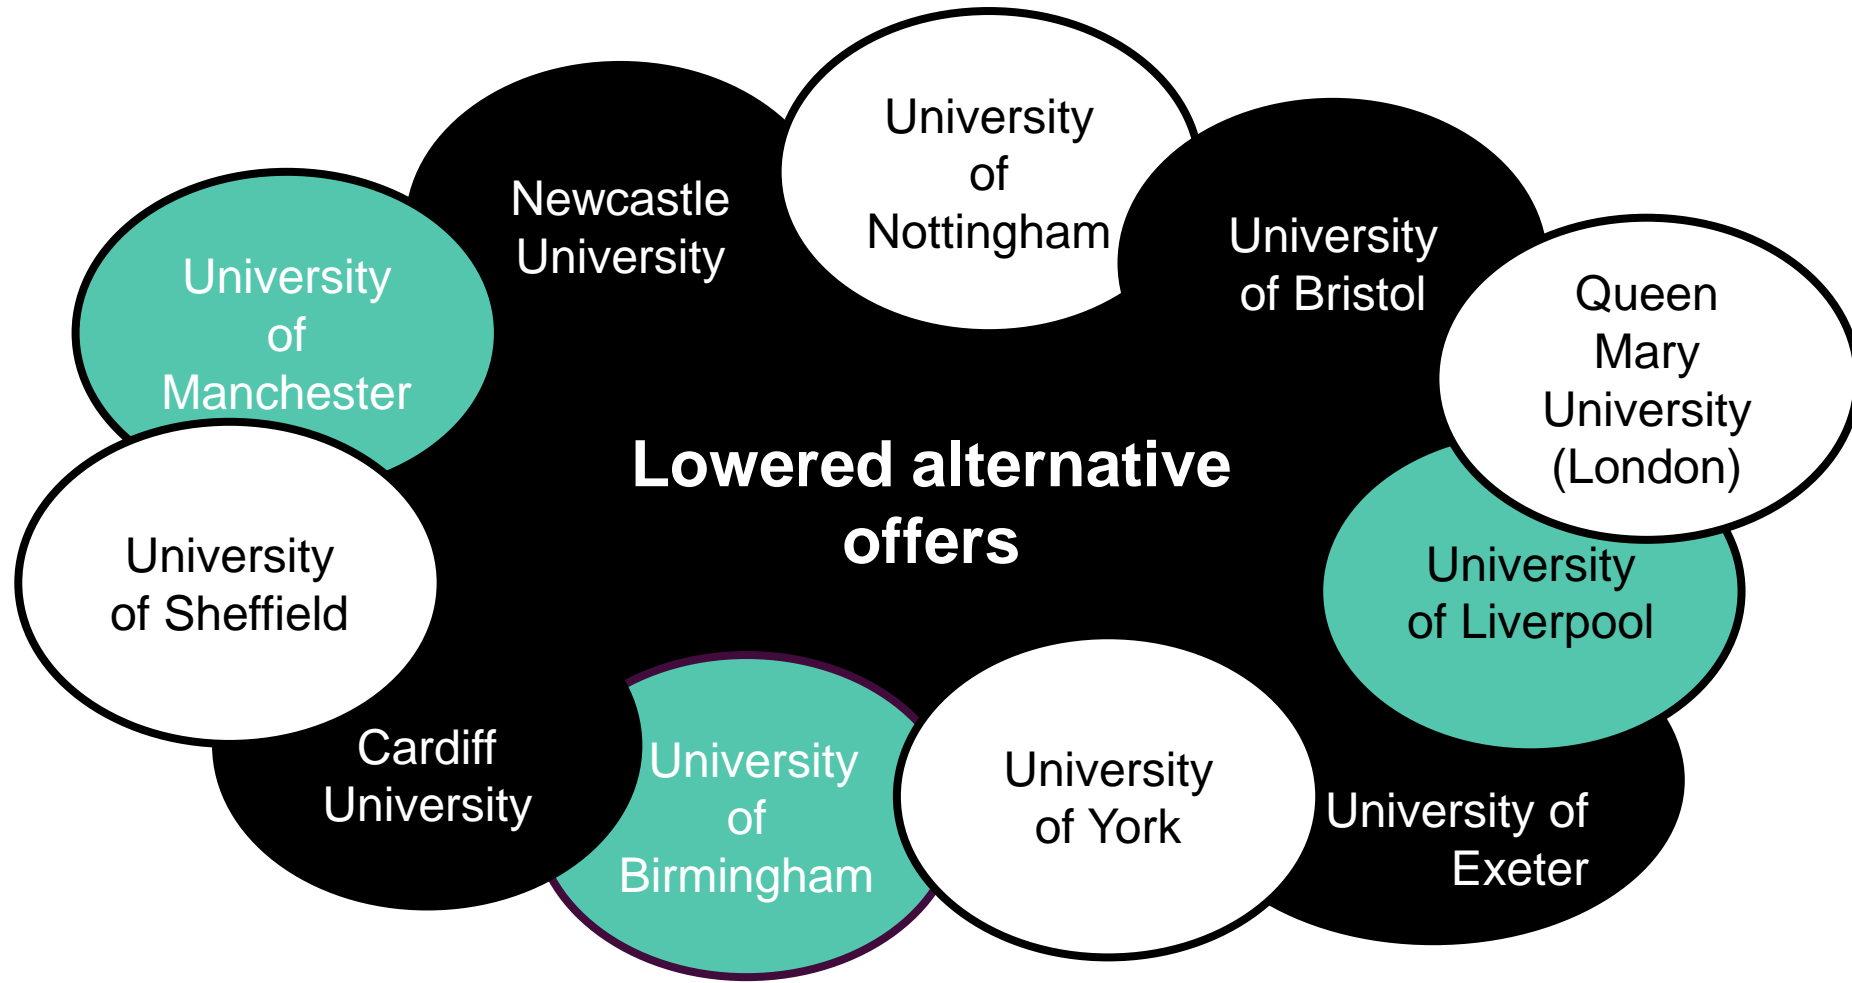 University
of
Nottingham
Newcastle
University
University
of Bristol
University
of
Manchester
Queen
Mary
University
(London)
Lowered alternative
offers
University
of Sheffield
University
of Liverpool
Cardiff
University
University
of
Birmingham
University
of York
University of
Exeter